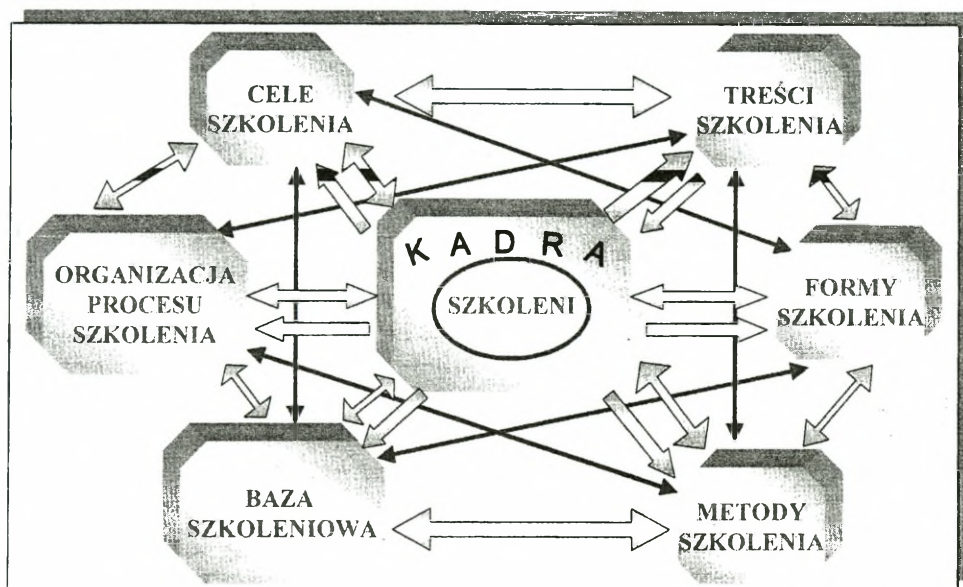 CELE
SZKOLENIA
TREŚCI
SZKOLENIA
KADRA
SZKOLENI
ORGANIZACJA
PROCESU
SZKOLENIA
FORMY
SZKOLENIA
BAZA
SZKOLENIOWA
METODY
SZKOLENIA